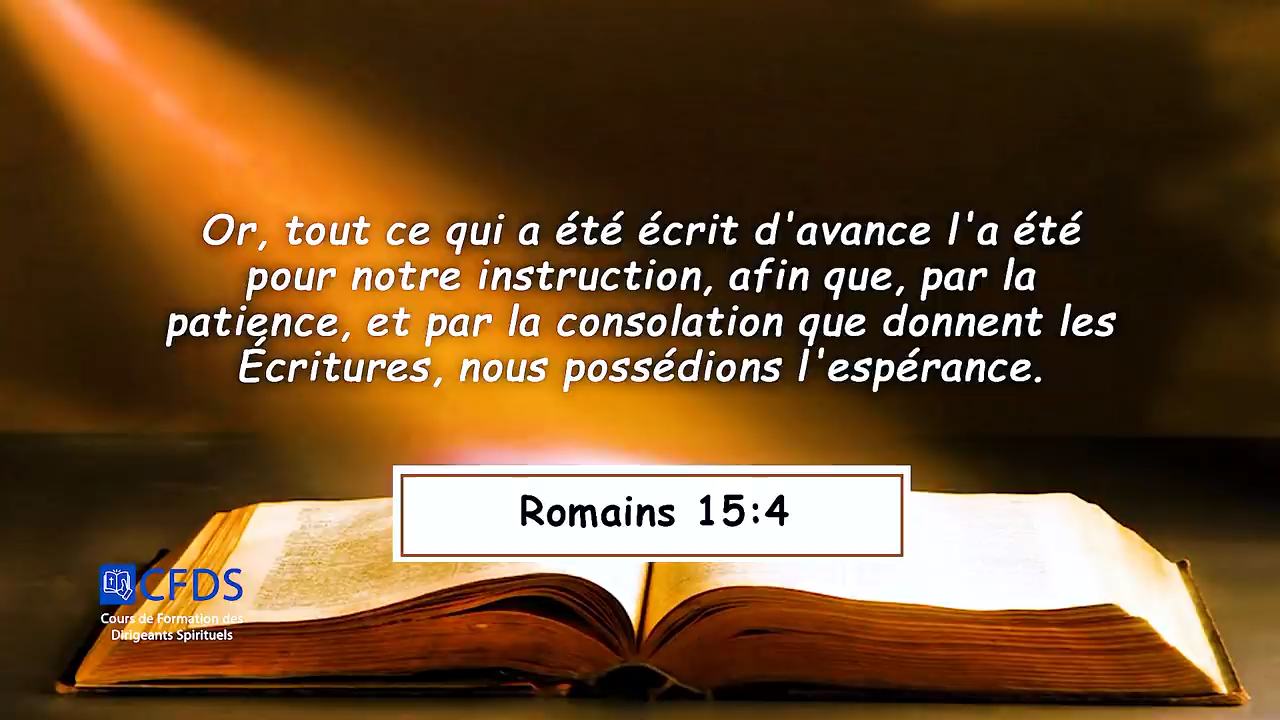 Or, tout ce qui a été écrit d'avance l'a été
pour notre instruction, afin que, par la
patience, et par la consolation que donnent les
Écritures, nous possédions l'espérance.
Romains 15:4
CFDS
Cours de Formation des
Dirigeants Spirituels